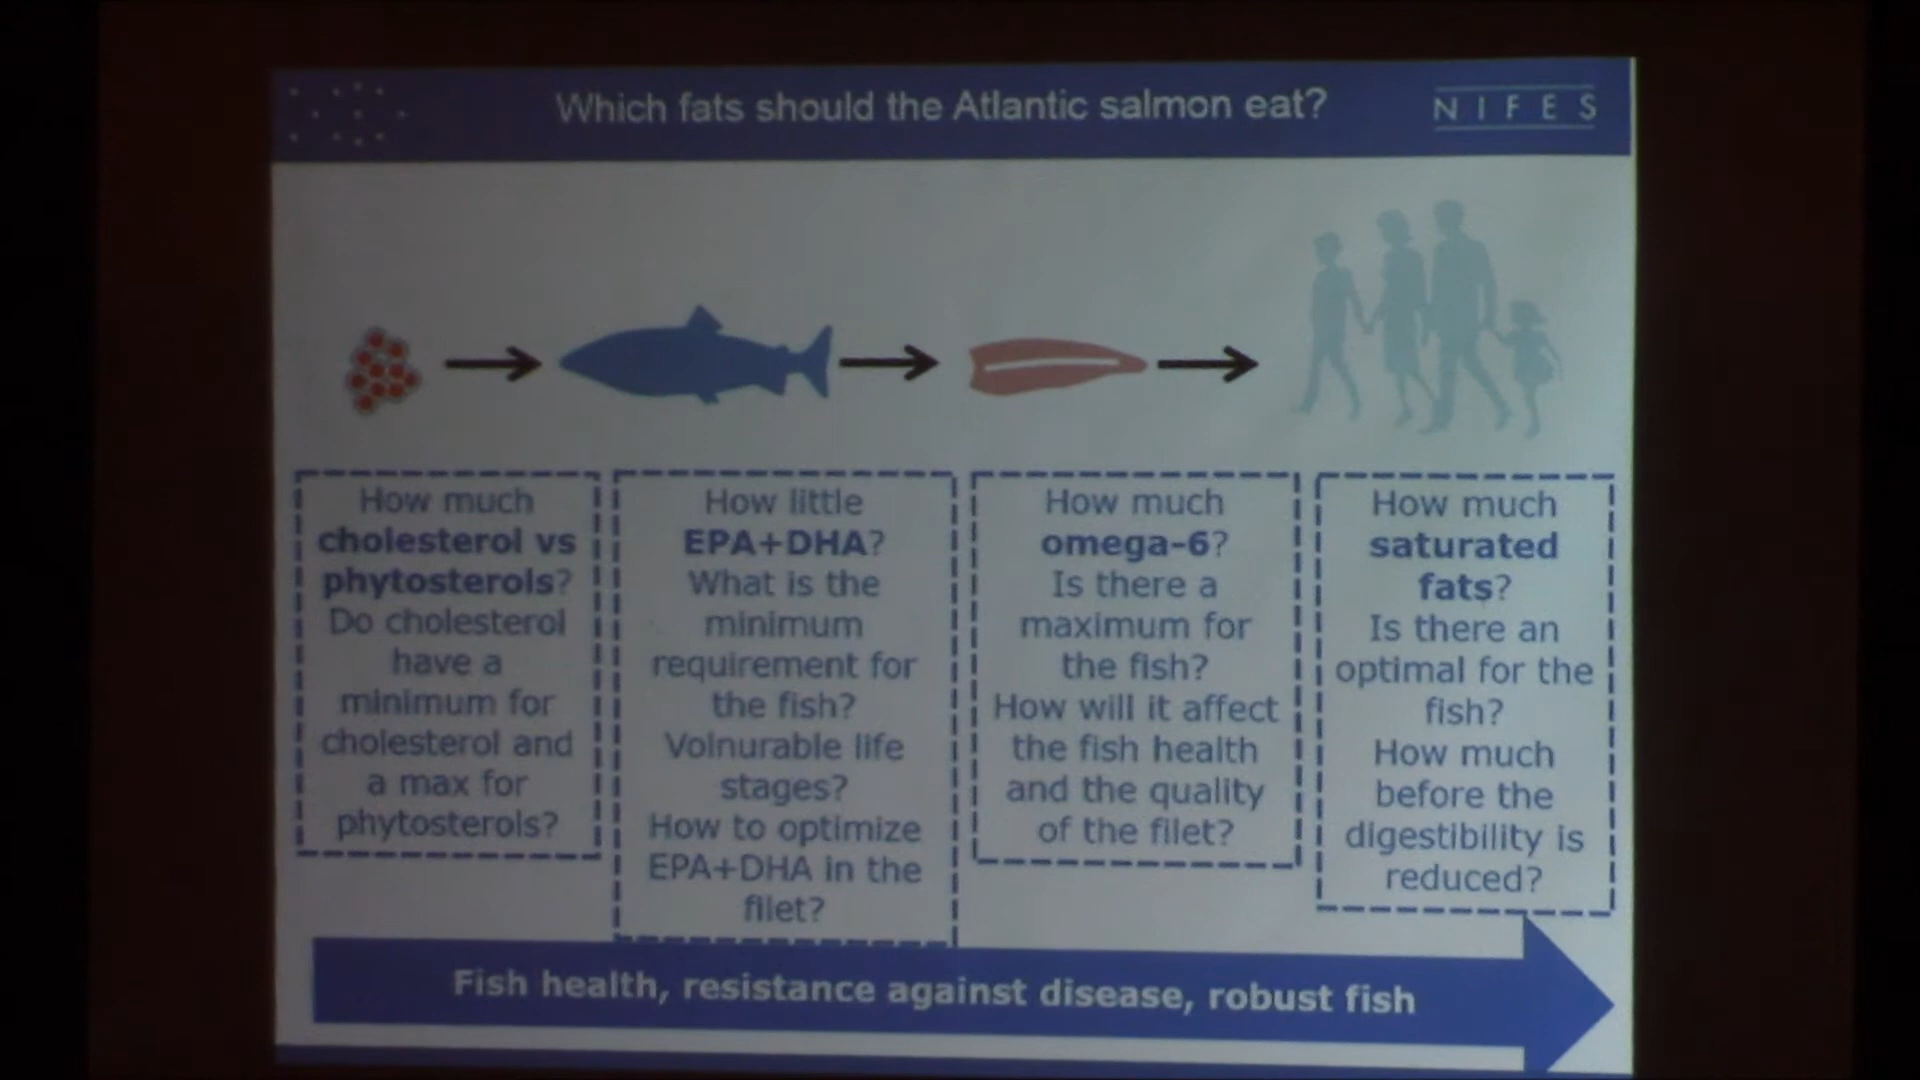 Which fats should the Atlantic salmon eat?
NIFES
How much
cholesterol vs
phytosterols?
Do cholesterol
have a
minimum for
cholesterol and
a max for
phytosterols?
How little
EPA+DHA?
What is the
minimum
requirement for
the fish?
Volnurable life
stages?
How to optimize
EPA+DHA in the
filet?
How much
omega-6?
Is there a
maximum for
the fish?
How will it affect
the fish health
and the quality
of the filet?
How much
saturated
fats?
Is there an
optimal for the
fish?
How much
before the
digestibility is
reduced?
Fish health, resistance against disease, robust fish